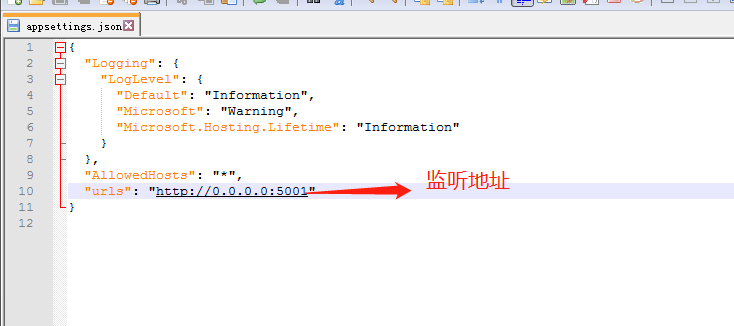 appsettings.json
1 {
2 "Logging": {
3 "LogLevel": {
4 "Default": "Information",
5 "Microsoft": "Warning",
6 "Microsoft.Hosting.Lifetime": "Information"
7 }
8 },
9 "AllowedHosts": "*",
10 "urls": "http://0.0.0.0:5001" 监听地址
11 }
12